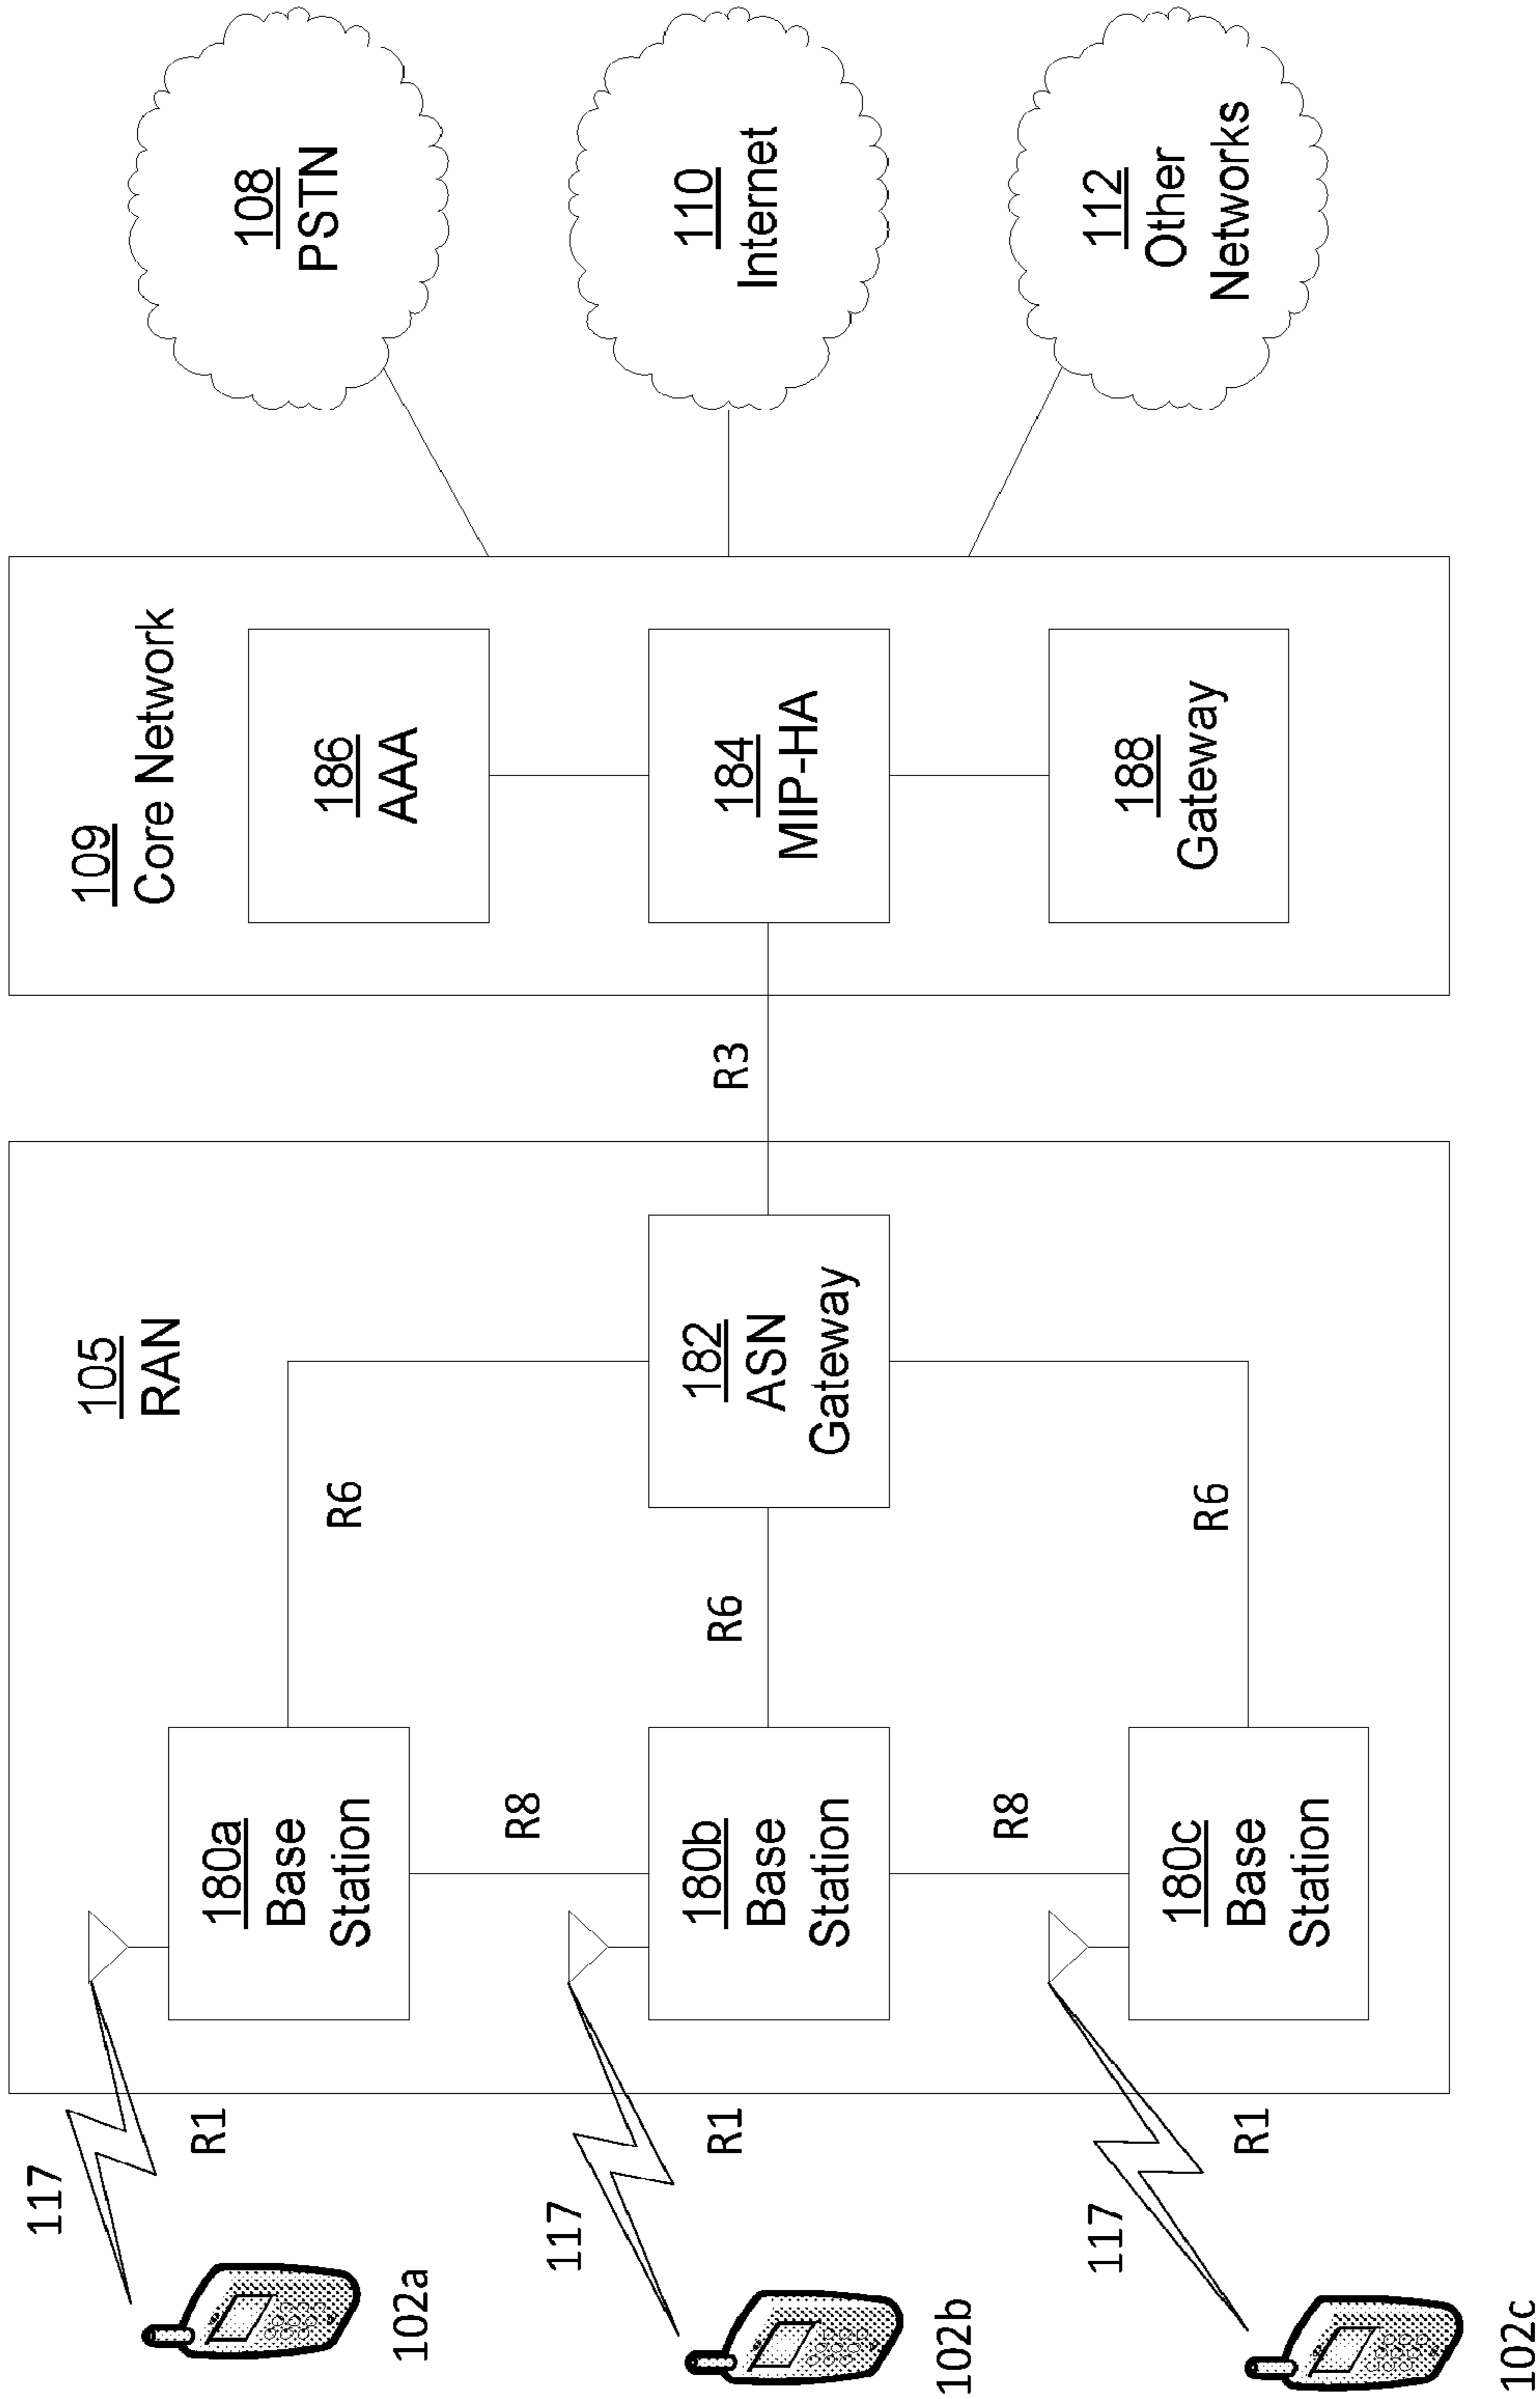 102a
117
R1
102b
117
R1
102c
117
R1
105
RAN
180a
Base
Station
R8
180b
Base
Station
R8
180c
Base
Station
R6
R6
R6
182
ASN
Gateway
R3
109
Core Network
186
AAA
184
MIP-HA
188
Gateway
108
PSTN
110
Internet
112
Other
Networks